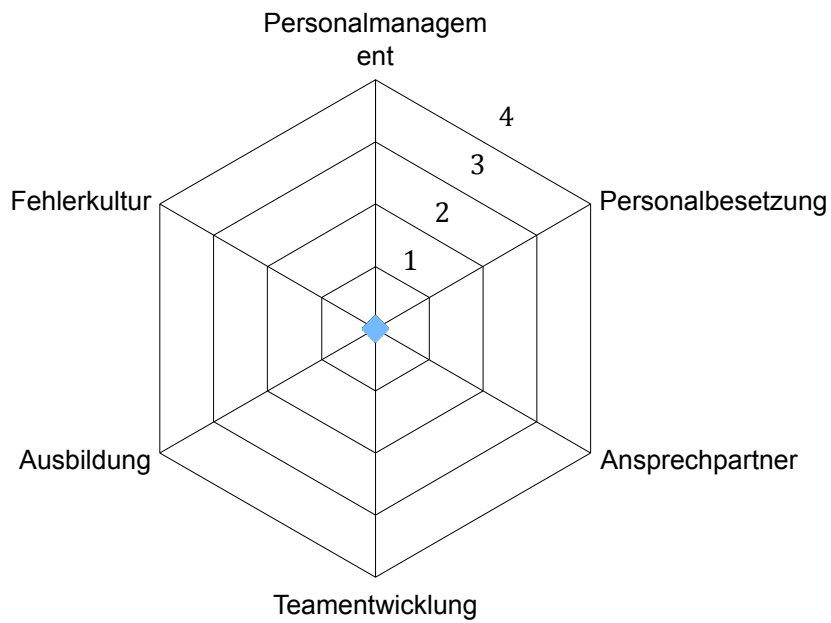 Personalmanagem
ent
4
3
Fehlerkultur
Personalbesetzung
2
1
Ausbildung
Ansprechpartner
Teamentwicklung